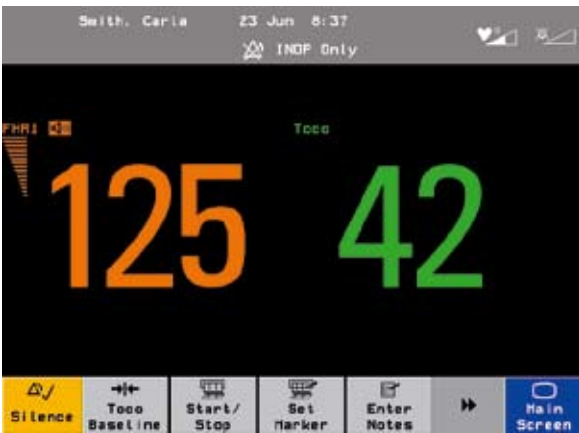 Smith, Carla 23 Jun 8:37
INOP Only
FHR1 Toco
125 42
Silence
Toco Baseline
Start/ Stop
Set Marker
Enter Notes
Main Screen